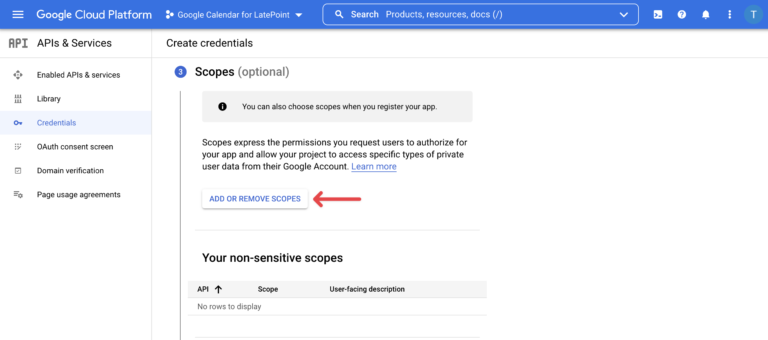 Google Cloud Platform
Google Calendar for LatePoint
Search Products, resources, docs (/)
T
API APIs & Services
Create credentials
Enabled APIs & services
Library
Credentials
OAuth consent screen
Domain verification
Page usage agreements
3 Scopes (optional)
You can also choose scopes when you register your app.
Scopes express the permissions you request users to authorize for
your app and allow your project to access specific types of private
user data from their Google Account. Learn more
ADD OR REMOVE SCOPES
Your non-sensitive scopes
API Scope User-facing description
No rows to display